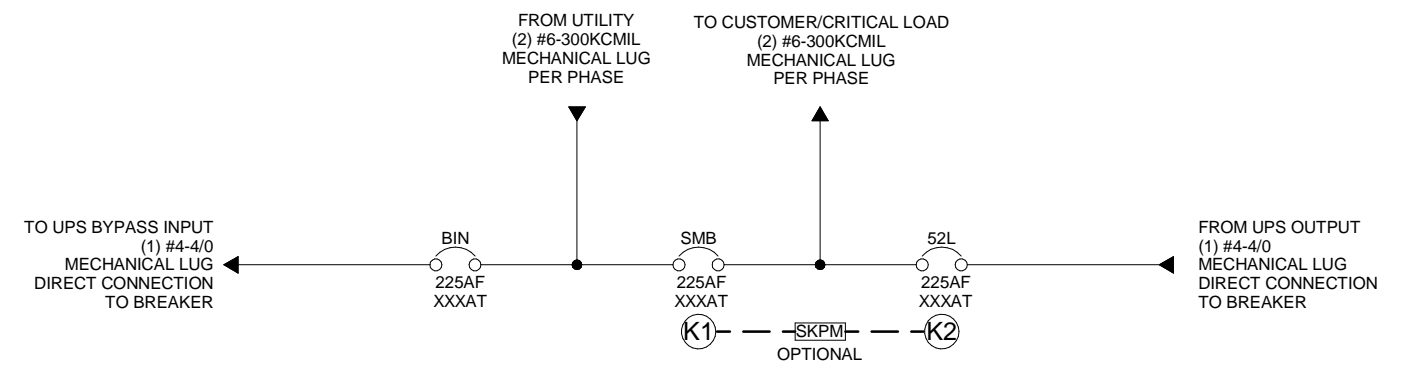 FROM UTILITY
(2) #6-300KCMIL
MECHANICAL LUG
PER PHASE
TO CUSTOMER/CRITICAL LOAD
(2) #6-300KCMIL
MECHANICAL LUG
PER PHASE
TO UPS BYPASS INPUT
(1) #4-4/0
MECHANICAL LUG
DIRECT CONNECTION
TO BREAKER
BIN
225AF
XXXAT
SMB
225AF
XXXAT
52L
225AF
XXXAT
FROM UPS OUTPUT
(1) #4-4/0
MECHANICAL LUG
DIRECT CONNECTION
TO BREAKER
K1
SKPM
K2
OPTIONAL